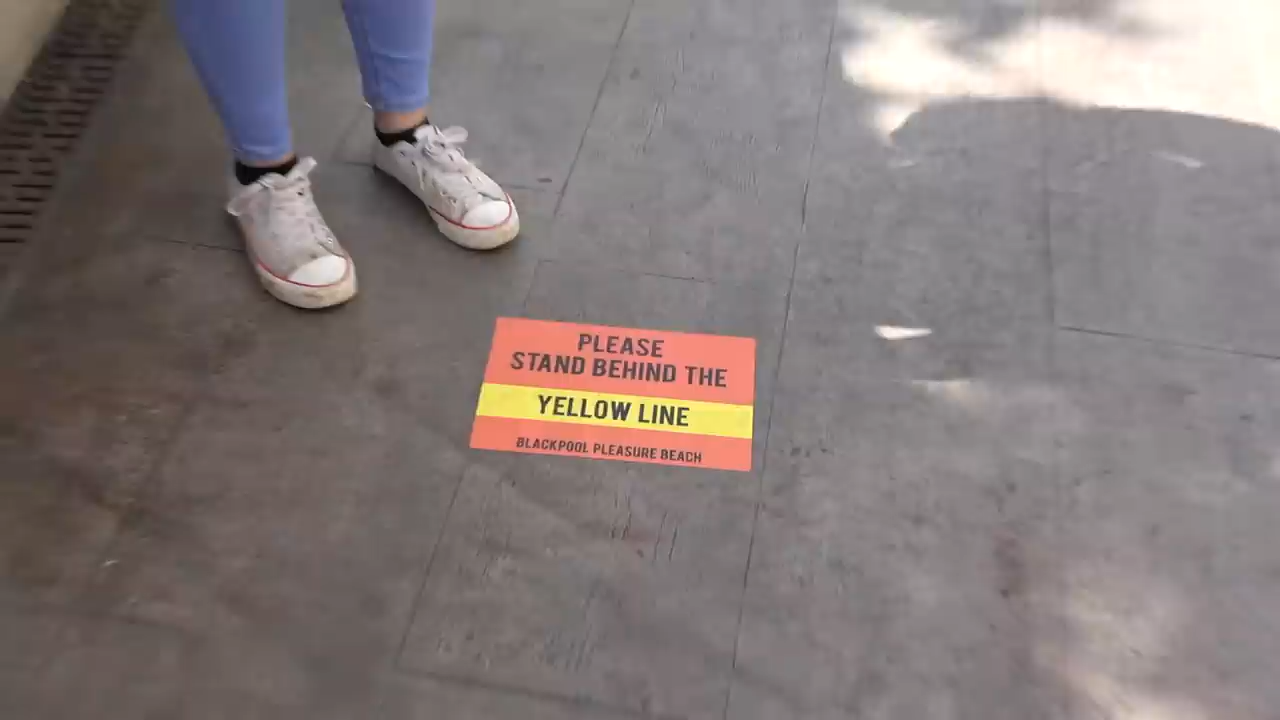 PLEASE
STAND BEHIND THE
YELLOW LINE
BLACKPOOL PLEASURE BEACH